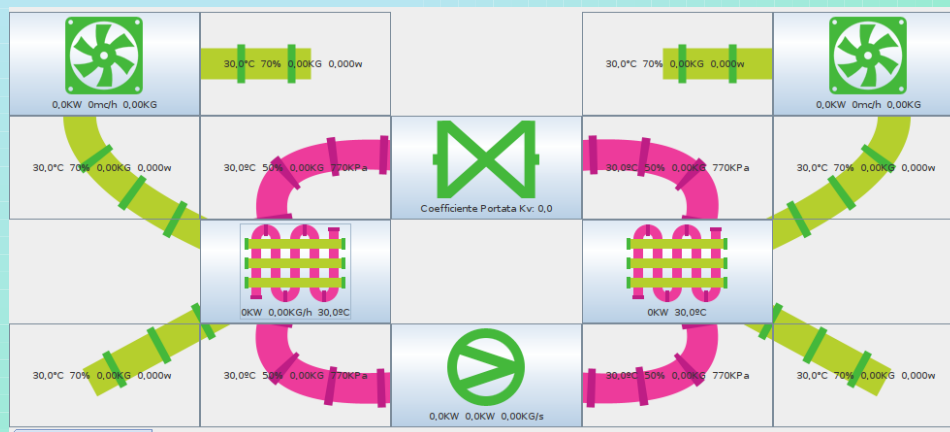 30,0°C 70% 0,00KG 0,000w
30,0°C 70% 0,00KG 0,000w
0,0KW 0mc/h 0,00KG
0,0KW 0mc/h 0,00KG
30,0°C 70% 0,00KG 0,000w
30,0ºC 50% 0,00KG 770KPa
30,0ºC 50% 0,00KG 770KPa
30,0°C 70% 0,00KG 0,000w
Coefficiente Portata Kv: 0,0
0KW 0,00KG/h 30,0ºC
0KW 30,0ºC
30,0°C 70% 0,00KG 0,000w
30,0ºC 50% 0,00KG 770KPa
30,0ºC 50% 0,00KG 770KPa
30,0°C 70% 0,00KG 0,000w
0,0KW 0,0KW 0,00KG/s